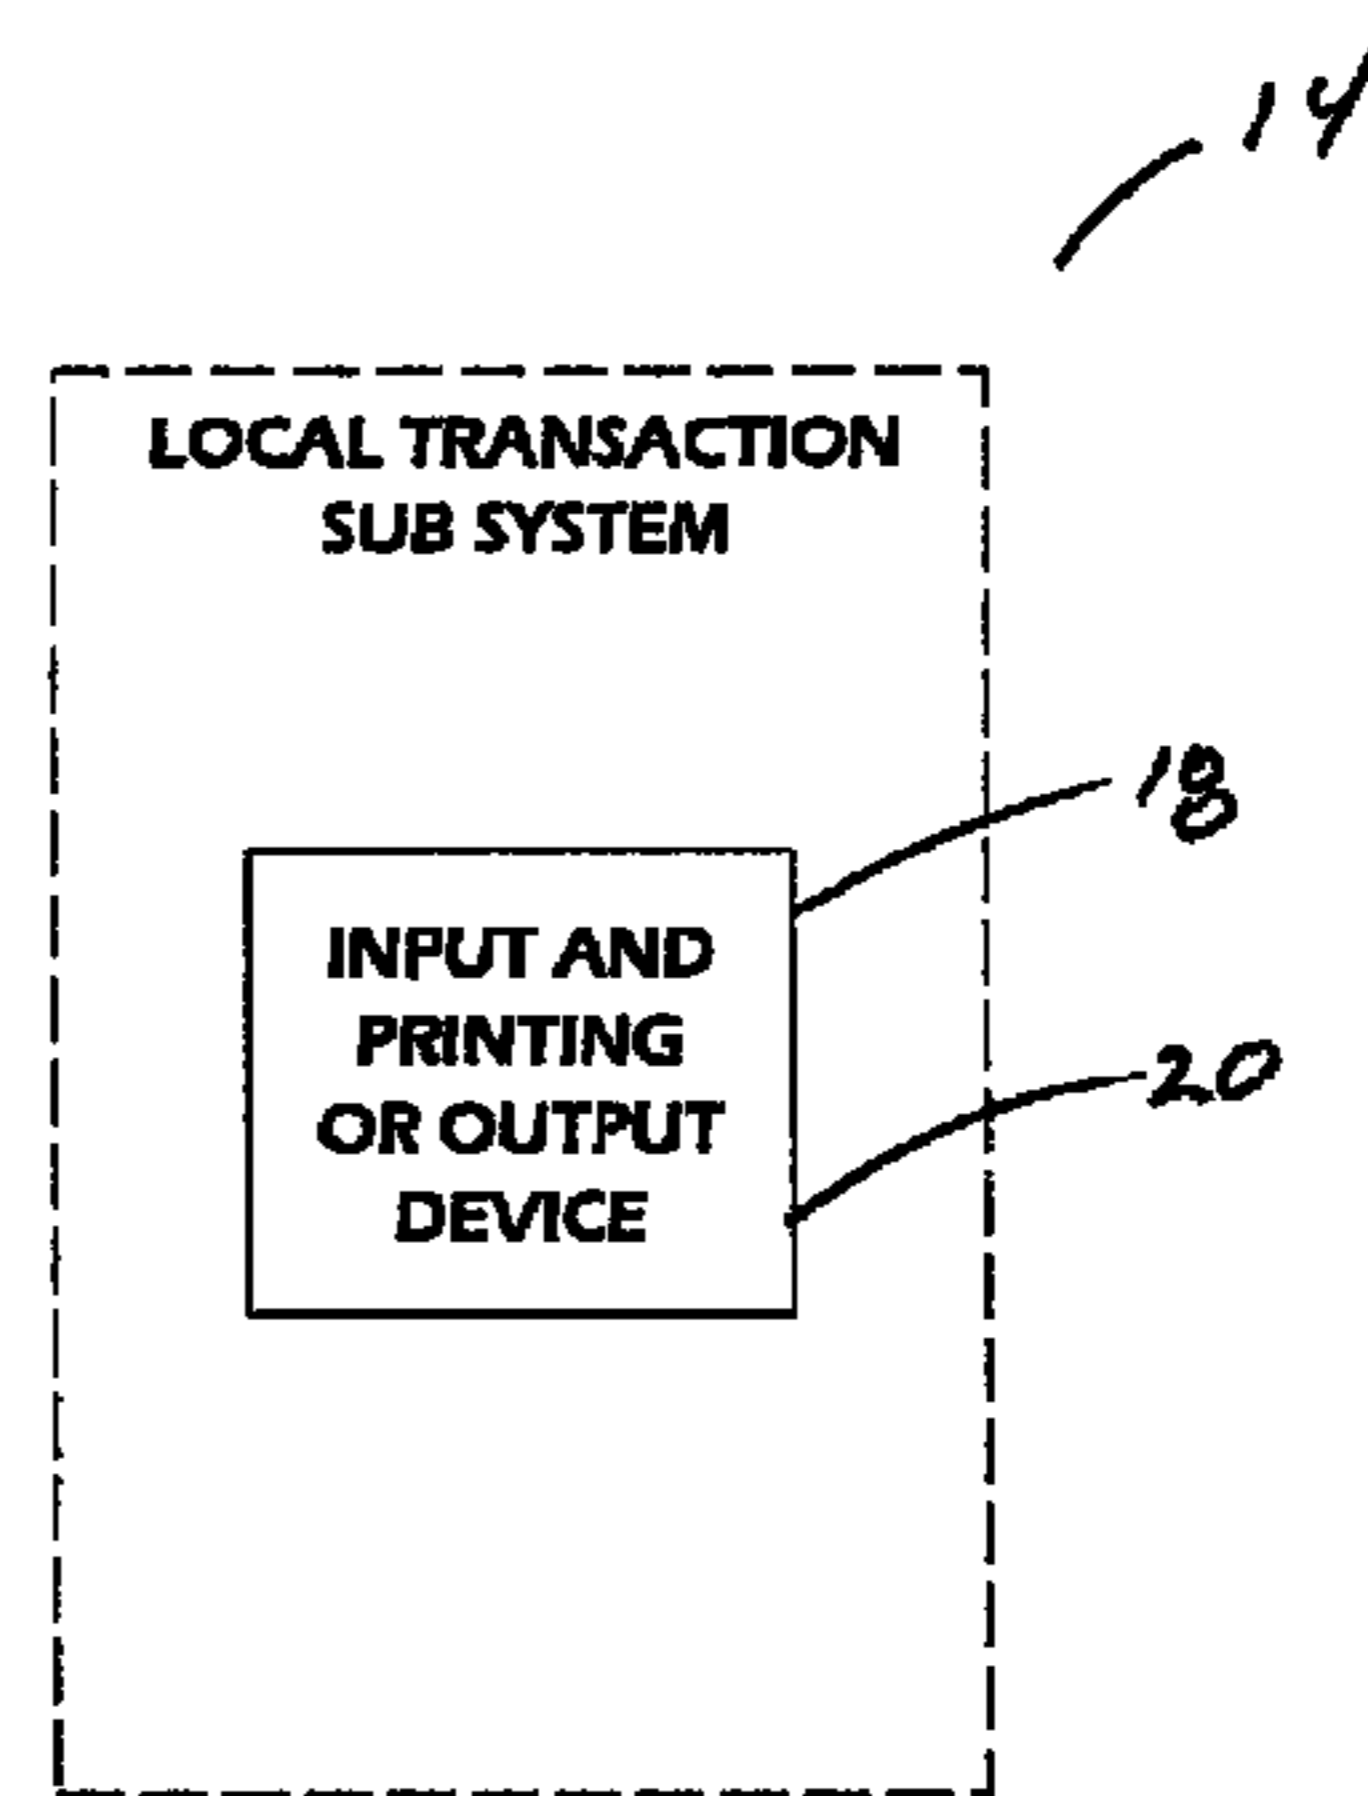 14
LOCAL TRANSACTION
SUB SYSTEM
18
INPUT AND
PRINTING
OR OUTPUT
DEVICE
20